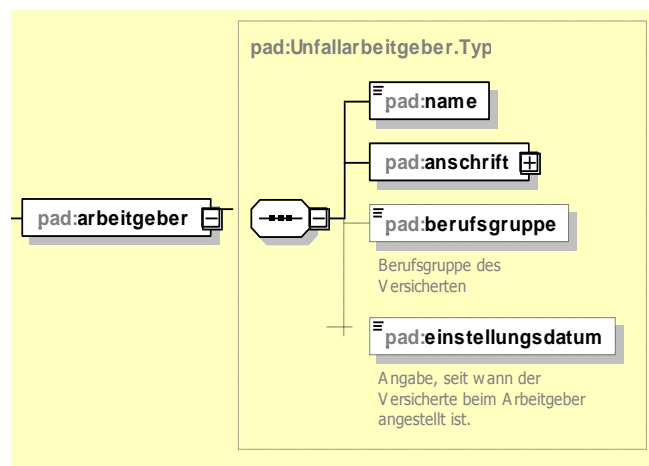 pad:Unfallarbeitgeber.Typ
pad:name
pad:anschrift
pad:arbeitgeber
pad:berufsgruppe
Berufsgruppe des
Versicherten
pad:einstellungsdatum
Angabe, seit wann der
Versicherte beim Arbeitgeber
angestellt ist.